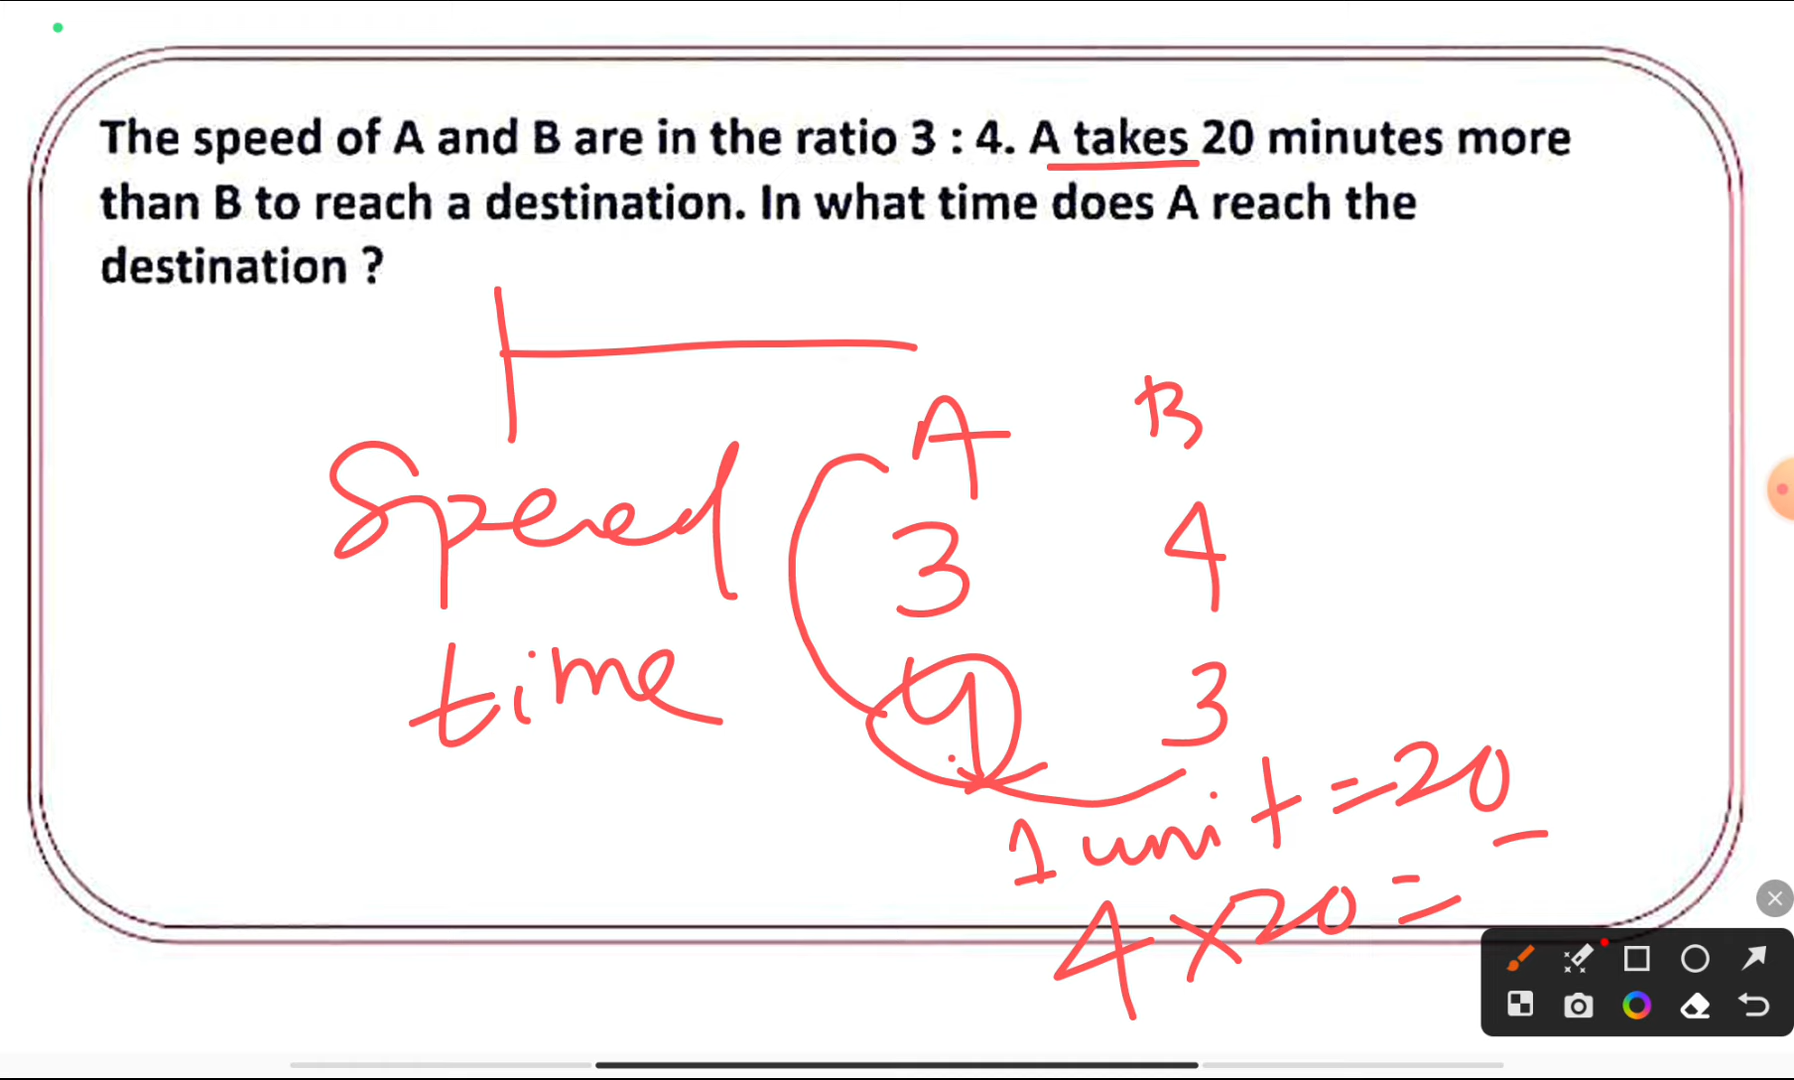 The speed of A and B are in the ratio 3 : 4. A takes 20 minutes more
than B to reach a destination. In what time does A reach the
destination ?
A B
Speed 3 4
time 4 3
1 unit = 20
4 × 20 =